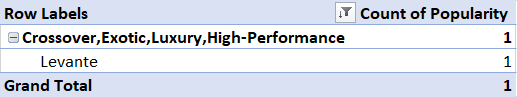 Row Labels Count of Popularity
Crossover,Exotic,Luxury,High-Performance 1
Levante 1
Grand Total 1